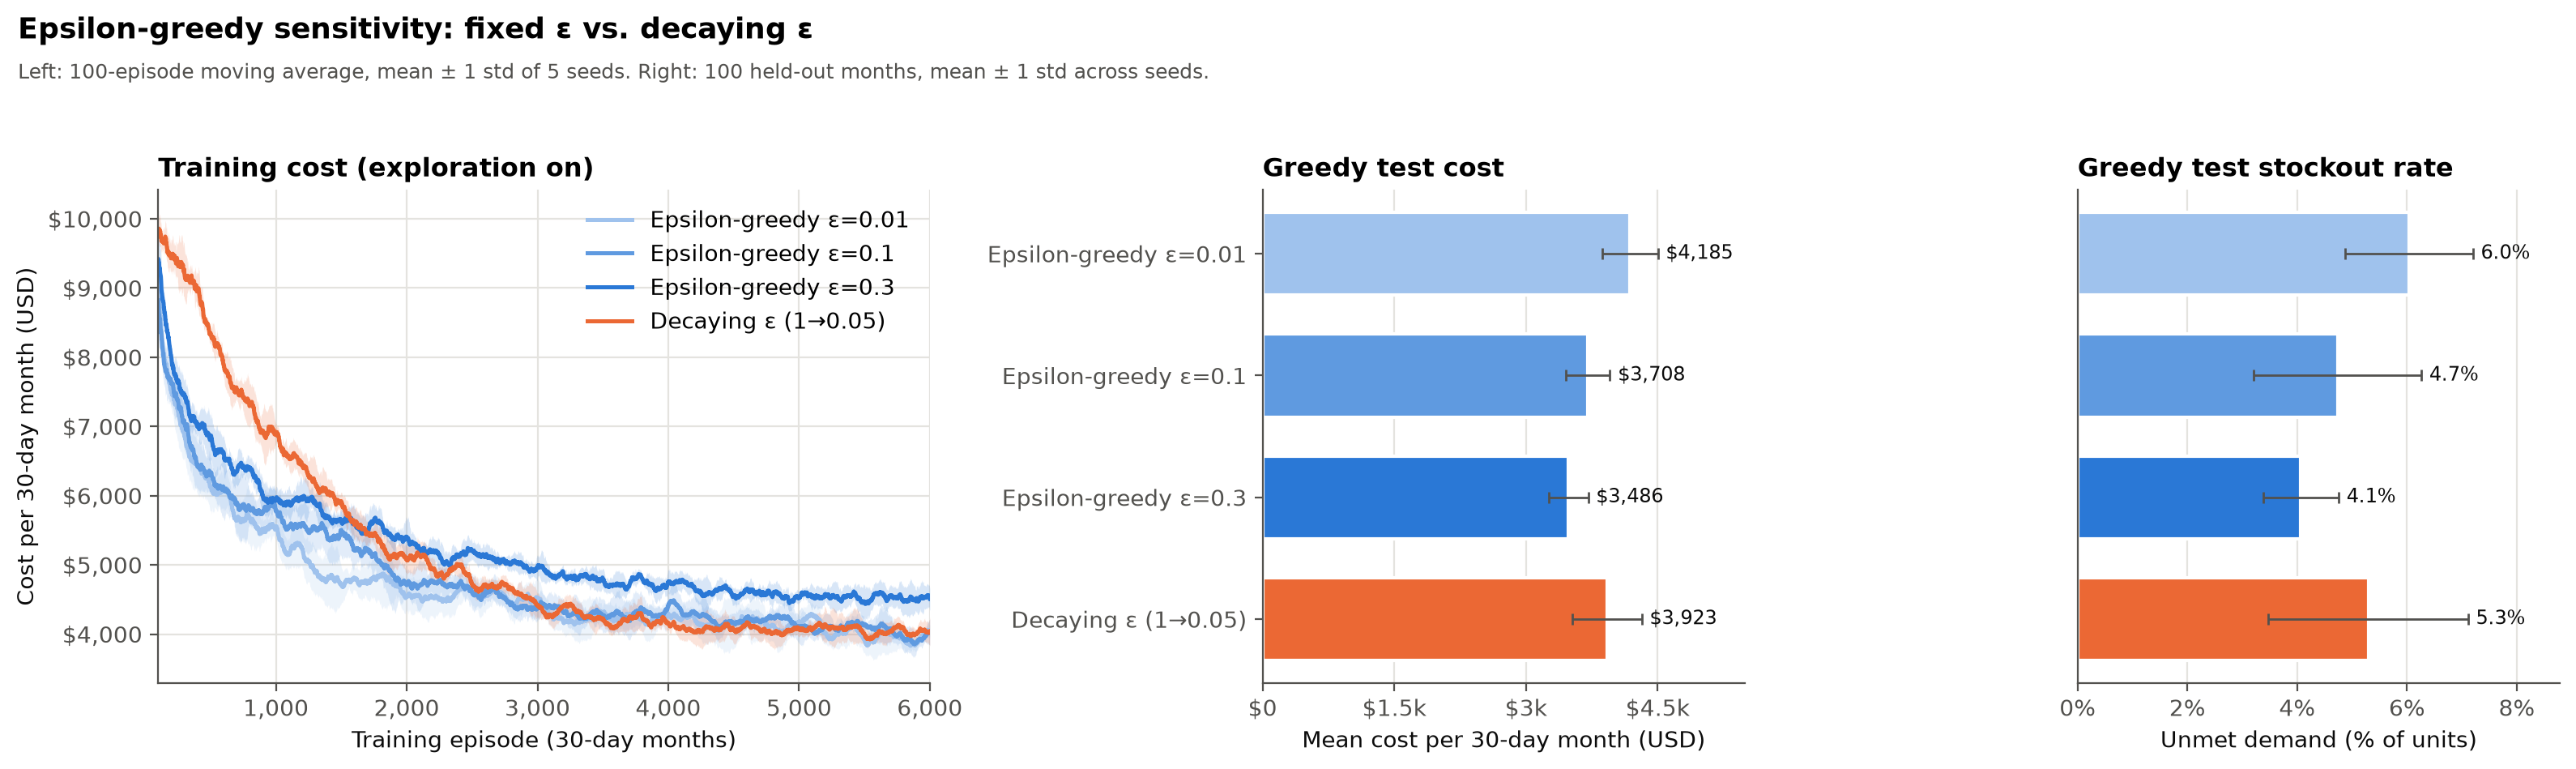 Epsilon-greedy sensitivity: fixed ε vs. decaying ε
Left: 100-episode moving average, mean ± 1 std of 5 seeds. Right: 100 held-out months, mean ± 1 std across seeds.
Training cost (exploration on)
Cost per 30-day month (USD)
$10,000
$9,000
$8,000
$7,000
$6,000
$5,000
$4,000
Epsilon-greedy ε=0.01
Epsilon-greedy ε=0.1
Epsilon-greedy ε=0.3
Decaying ε (1→0.05)
1,000 2,000 3,000 4,000 5,000 6,000
Training episode (30-day months)
Greedy test cost
Epsilon-greedy ε=0.01 $4,185
Epsilon-greedy ε=0.1 $3,708
Epsilon-greedy ε=0.3 $3,486
Decaying ε (1→0.05) $3,923
$0 $1.5k $3k $4.5k
Mean cost per 30-day month (USD)
Greedy test stockout rate
6.0%
4.7%
4.1%
5.3%
0% 2% 4% 6% 8%
Unmet demand (% of units)